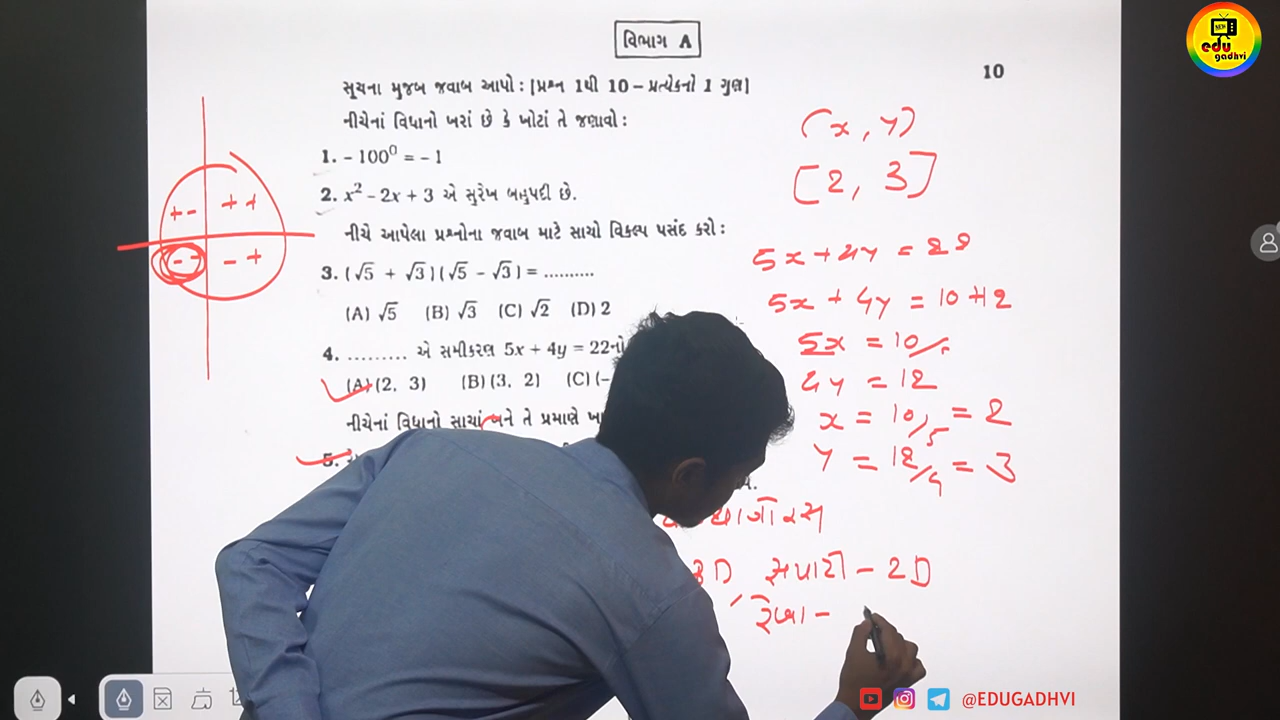 વિભાગ A
10
સૂચના મુજબ જવાબ આપો : [પ્રશ્ન 1થી 10 – પ્રત્યેકનો 1 ગુણ]
નીચેનાં વિધાનો ખરાં છે કે ખોટાં તે જણાવો :
1. – 100⁰ = – 1
2. x² – 2x + 3 એ સુરેખ બહુપદી છે.
નીચે આપેલા પ્રશ્નોના જવાબ માટે સાચો વિકલ્પ પસંદ કરો :
3. (√5 + √3)(√5 – √3) = ..........
(A) √5 (B) √3 (C) √2 (D) 2
4. ......... એ સમીકરણ 5x + 4y = 22નો
(A) (2, 3) (B) (3, 2) (C) (–
નીચેનાં વિધાનો સાચાં બને તે પ્રમાણે
5.
+ - + +
- - - +
(x, y)
[2, 3]
5x + 4y = 22
5x + 4y = 10 + 12
5x = 10
4y = 12
x = 10/5 = 2
y = 12/4 = 3
3D સપાટી – 2D
રેખા –
NEW
edu
gadhvi
@EDUGADHVI